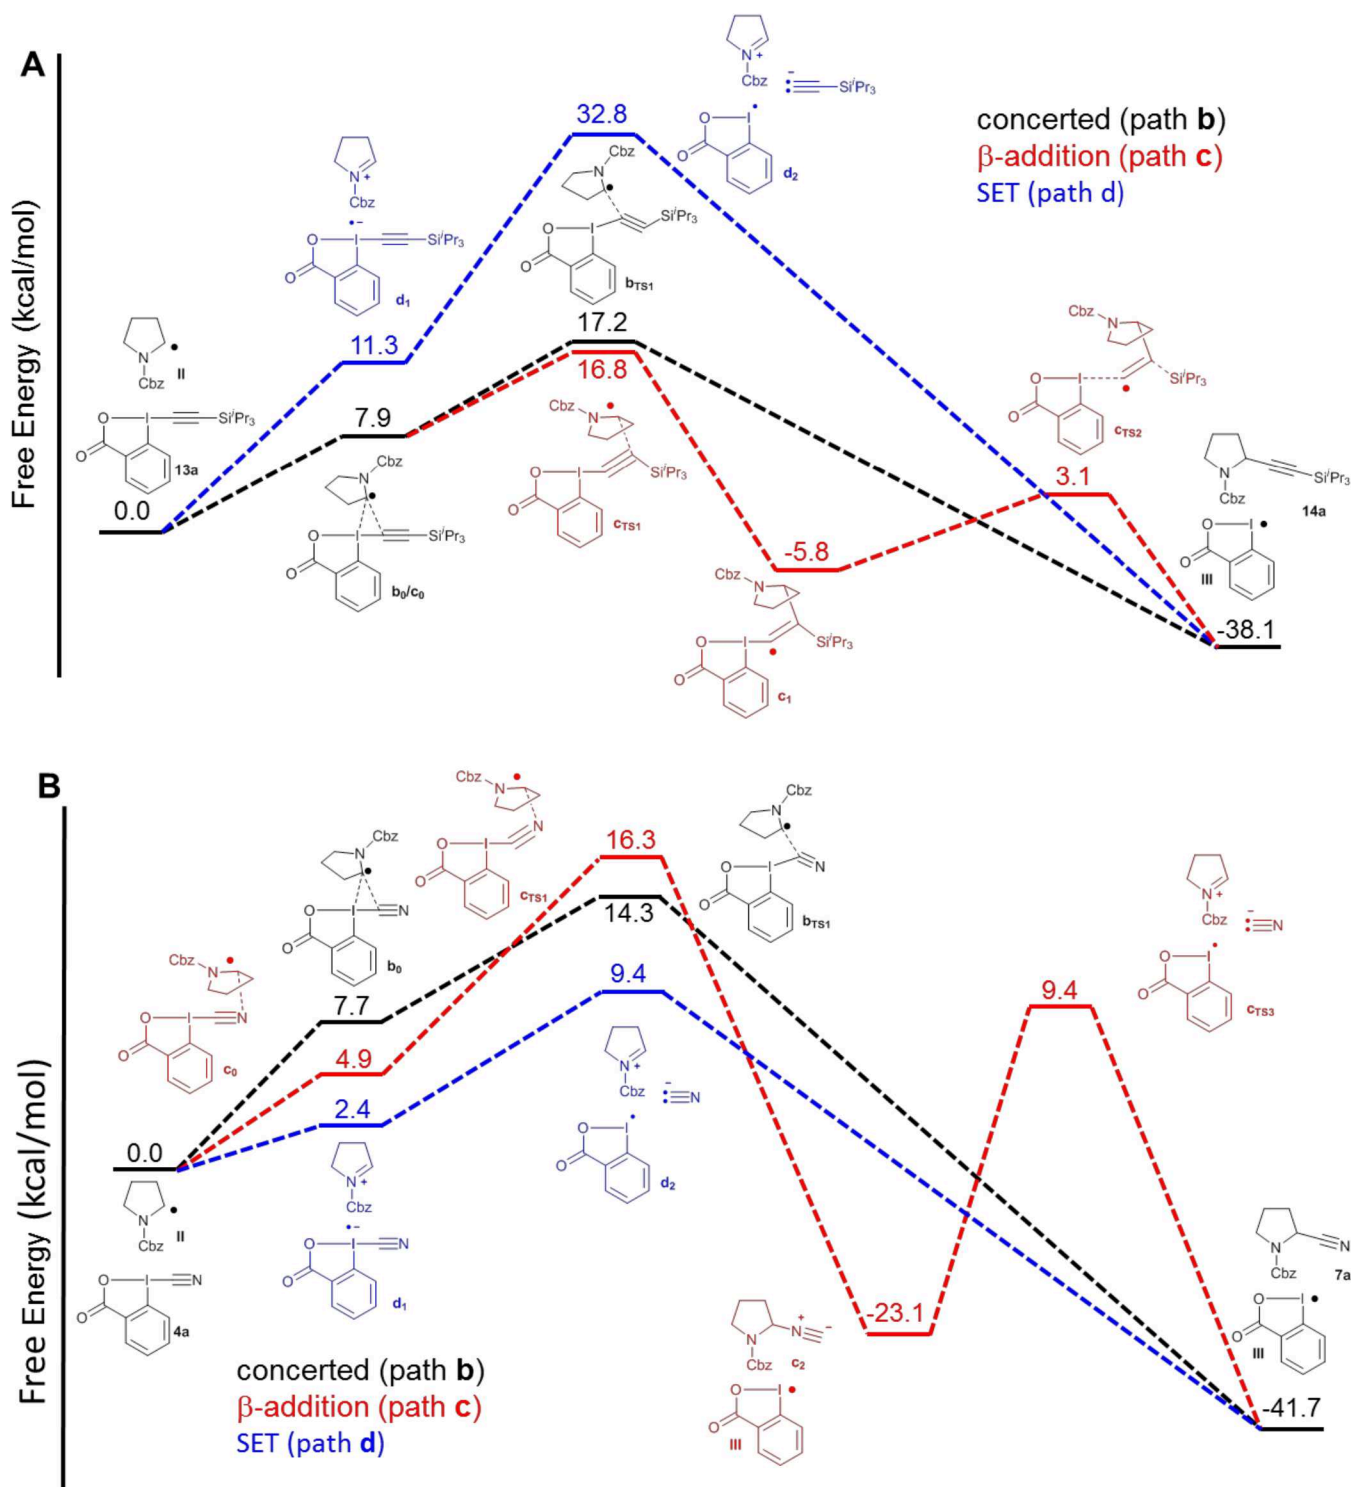 A
Free Energy (kcal/mol)
concerted (path b)
β-addition (path c)
SET (path d)
N
+
Cbz
−
Si^iPr3
O
I
O
d2
32.8
N
+
Cbz
•−
O
I
Si^iPr3
O
d1
11.3
Cbz
N
Si^iPr3
O
I
O
bTS1
17.2
16.8
N
Cbz
II
O
I
Si^iPr3
O
13a
0.0
7.9
Cbz
N
O
I
Si^iPr3
O
b0/c0
Cbz
N
O
I
Si^iPr3
O
cTS1
-5.8
Cbz
N
O
I
Si^iPr3
O
c1
Cbz
N
O
I
Si^iPr3
O
cTS2
3.1
N
Cbz
Si^iPr3
14a
O
I
O
III
-38.1
B
Free Energy (kcal/mol)
Cbz
N
N
O
I
O
cTS1
16.3
Cbz
N
O
I
N
O
b0
7.7
Cbz
N
O
I
N
O
bTS1
14.3
Cbz
N
O
I
N
O
c0
4.9
2.4
9.4
N
+
Cbz
−
N
O
I
O
d2
N
+
Cbz
−
N
O
I
O
cTS3
9.4
0.0
N
Cbz
II
O
I
N
O
4a
N
+
Cbz
•−
O
I
N
O
d1
-23.1
N
+
−
N
Cbz
c2
O
I
O
III
N
N
Cbz
7a
O
I
O
III
-41.7
concerted (path b)
β-addition (path c)
SET (path d)